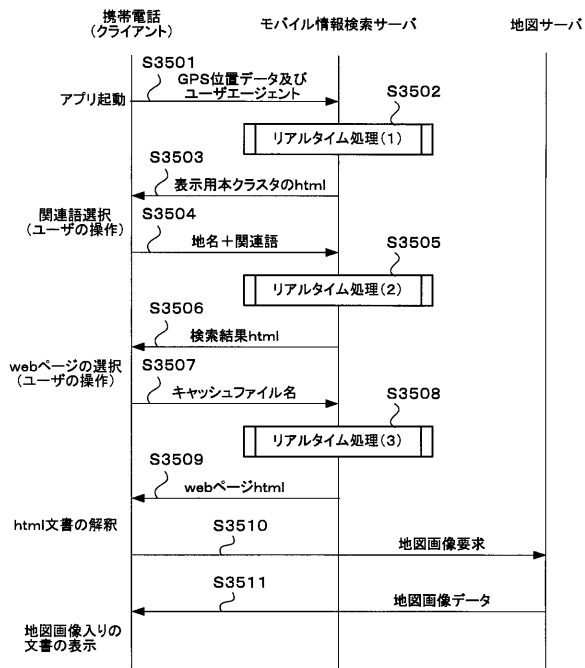 携帯電話
(クライアント)
モバイル情報検索サーバ
地図サーバ
S3501
GPS位置データ及び
ユーザエージェント
アプリ起動
S3502
リアルタイム処理(1)
S3503
表示用本クラスタのhtml
関連語選択
(ユーザの操作)
S3504
地名+関連語
S3505
リアルタイム処理(2)
S3506
検索結果html
webページの選択
(ユーザの操作)
S3507
キャッシュファイル名
S3508
リアルタイム処理(3)
S3509
webページhtml
html文書の解釈
S3510
地図画像要求
S3511
地図画像データ
地図画像入りの
文書の表示